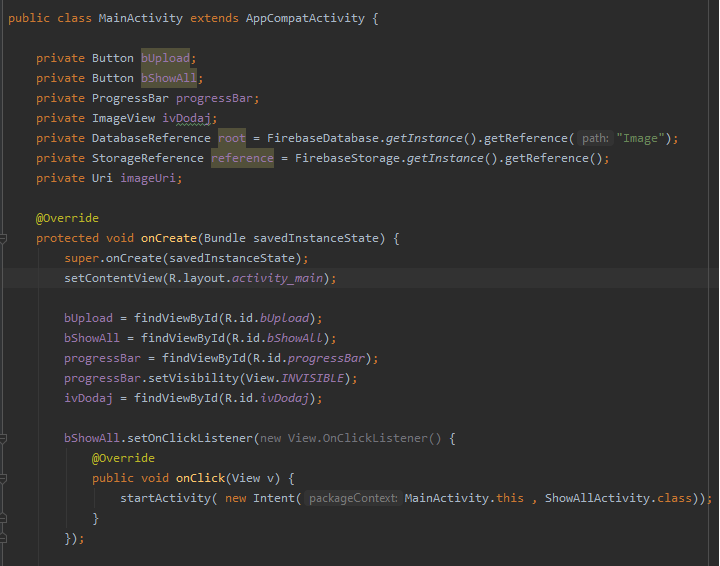 public class MainActivity extends AppCompatActivity {
private Button bUpload;
private Button bShowAll;
private ProgressBar progressBar;
private ImageView ivDodaj;
private DatabaseReference root = FirebaseDatabase.getInstance().getReference( path: "Image");
private StorageReference reference = FirebaseStorage.getInstance().getReference();
private Uri imageUri;
@Override
protected void onCreate(Bundle savedInstanceState) {
super.onCreate(savedInstanceState);
setContentView(R.layout.activity_main);
bUpload = findViewById(R.id.bUpload);
bShowAll = findViewById(R.id.bShowAll);
progressBar = findViewById(R.id.progressBar);
progressBar.setVisibility(View.INVISIBLE);
ivDodaj = findViewById(R.id.ivDodaj);
bShowAll.setOnClickListener(new View.OnClickListener() {
@Override
public void onClick(View v) {
startActivity( new Intent( packageContext: MainActivity.this , ShowAllActivity.class));
}
});